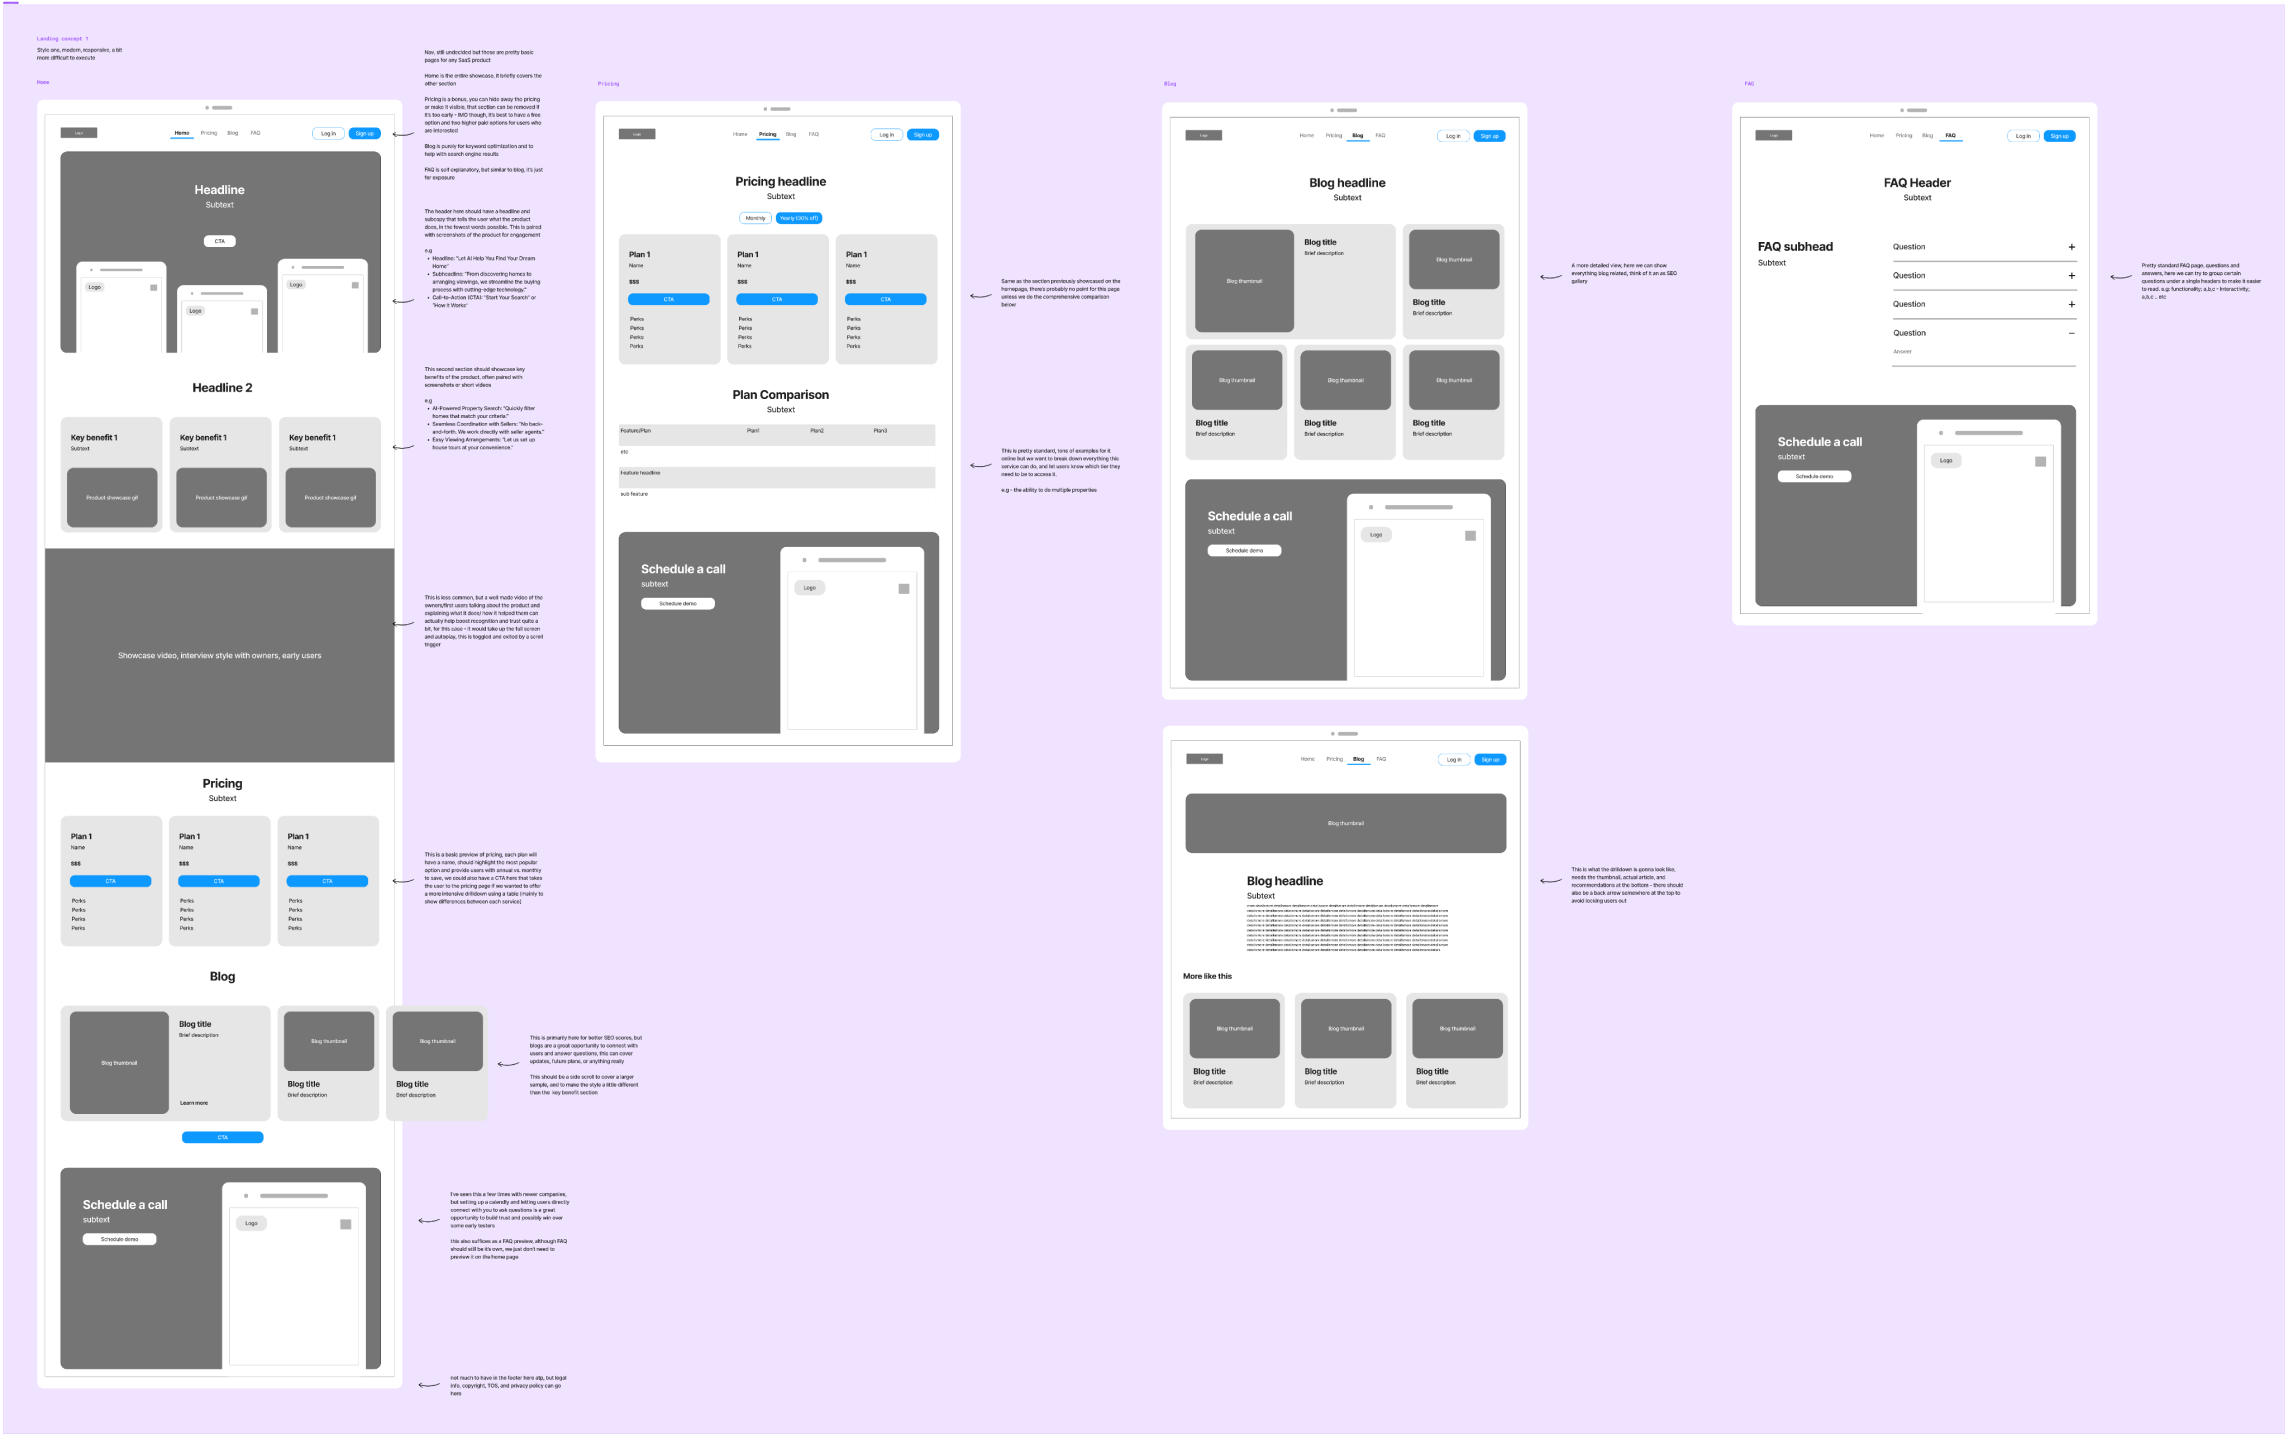 Landing concept 1
Style one, modern, responsive, a bit
more difficult to execute
Home
Logo
Home
Pricing
Blog
FAQ
Log in
Sign up
Headline
Subtext
CTA
Logo
Logo
Logo
Headline 2
Key benefit 1
Subtext
Product showcase gif
Key benefit 1
Subtext
Product showcase gif
Key benefit 1
Subtext
Product showcase gif
Showcase video, interview style with owners, early users
Pricing
Subtext
Plan 1
Name
$$$
CTA
Perks
Perks
Perks
Perks
Plan 1
Name
$$$
CTA
Perks
Perks
Perks
Perks
Plan 1
Name
$$$
CTA
Perks
Perks
Perks
Perks
Blog
Blog thumbnail
Blog title
Brief description
Learn more
Blog thumbnail
Blog title
Brief description
Blog thumbnail
Blog title
Brief description
CTA
Schedule a call
subtext
Schedule demo
Logo
Nav, still undecided but these are pretty basic
pages for any SaaS product
Home is the entire showcase, it briefly covers the
other section
Pricing is a bonus, you can hide away the pricing
or make it visible, that section can be removed if
it's too early - IMO though, it's best to have a free
option and two higher paid options for users who
are interested
Blog is purely for keyword optimization and to
help with search engine results
FAQ is self explanatory, but similar to blog, it's just
for exposure
The header here should have a headline and
subcopy that tells the user what the product
does, in the fewest words possible. This is paired
with screenshots of the product for engagement
e.g
• Headline: "Let AI Help You Find Your Dream
Home"
• Subheadline: "From discovering homes to
arranging viewings, we streamline the buying
process with cutting-edge technology."
• Call-to-Action (CTA): "Start Your Search" or
"How It Works"
This second section should showcase key
benefits of the product, often paired with
screenshots or short videos
e.g
• AI-Powered Property Search: "Quickly filter
homes that match your criteria."
• Seamless Coordination with Sellers: "No back-
and-forth. We work directly with seller agents."
• Easy Viewing Arrangements: "Let us set up
house tours at your convenience."
This is less common, but a well made video of the
owners/first users talking about the product and
explaining what it does/ how it helped them can
actually help boost recognition and trust quite a
bit, for this case - it would take up the full screen
and autoplay, this is toggled and exited by a scroll
trigger
This is a basic preview of pricing, each plan will
have a name, should highlight the most popular
option and provide users with annual vs. monthly
to save, we could also have a CTA here that takes
the user to the pricing page if we wanted to offer
a more intensive drilldown using a table (mainly to
show differences between each service)
This is primarily here for better SEO scores, but
blogs are a great opportunity to connect with
users and answer questions, this can cover
updates, future plans, or anything really
This should be a side scroll to cover a larger
sample, and to make the style a little different
than the key benefit section
I've seen this a few times with newer companies,
but setting up a calendly and letting users directly
connect with you to ask questions is a great
opportunity to build trust and possibly win over
some early testers
this also suffices as a FAQ preview, although FAQ
should still be it's own, we just don't need to
preview it on the home page
not much to have in the footer here atp, but legal
info, copyright, TOS, and privacy policy can go
here
Pricing
Logo
Home
Pricing
Blog
FAQ
Log in
Sign up
Pricing headline
Subtext
Monthly
Yearly (30% off)
Plan 1
Name
$$$
CTA
Perks
Perks
Perks
Perks
Plan 1
Name
$$$
CTA
Perks
Perks
Perks
Perks
Plan 1
Name
$$$
CTA
Perks
Perks
Perks
Perks
Plan Comparison
Subtext
Feature/Plan
Plan1
Plan2
Plan3
etc
Feature headline
sub feature
Schedule a call
subtext
Schedule demo
Logo
Same as the section previously showcased on the
homepage, there's probably no point for this page
unless we do the comprehensive comparison
below
This is pretty standard, tons of examples for it
online but we want to break down everything this
service can do, and let users know which tier they
need to be to access it.
e.g - the ability to do multiple properties
Blog
Logo
Home
Pricing
Blog
FAQ
Log in
Sign up
Blog headline
Subtext
Blog thumbnail
Blog title
Brief description
Blog thumbnail
Blog title
Brief description
Blog thumbnail
Blog title
Brief description
Blog thumbnail
Blog title
Brief description
Blog thumbnail
Blog title
Brief description
Schedule a call
subtext
Schedule demo
Logo
A more detailed view, here we can show
everything blog related, think of it an as SEO
gallery
Logo
Home
Pricing
Blog
FAQ
Log in
Sign up
Blog thumbnail
Blog headline
Subtext
More like this
Blog thumbnail
Blog title
Brief description
Blog thumbnail
Blog title
Brief description
Blog thumbnail
Blog title
Brief description
This is what the drilldown is gonna look like,
needs the thumbnail, actual article, and
recommendations at the bottom - there should
also be a back arrow somewhere at the top to
avoid locking users out
FAQ
Logo
Home
Pricing
Blog
FAQ
Log in
Sign up
FAQ Header
Subtext
FAQ subhead
Subtext
Question
Question
Question
Question
Answer
Schedule a call
subtext
Schedule demo
Logo
Pretty standard FAQ page, questions and
answers, here we can try to group certain
questions under a single headers to make it easier
to read. e.g: functionality; a,b,c - Interactivity;
a,b,c .. etc